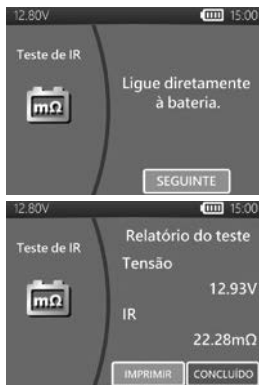 12.80V 15:00
Teste de IR
mΩ
Ligue diretamente
à bateria.
SEGUINTE
12.80V 15:00
Teste de IR
mΩ
Relatório do teste
Tensão
12.93V
IR
22.28mΩ
IMPRIMIR CONCLUÍDO